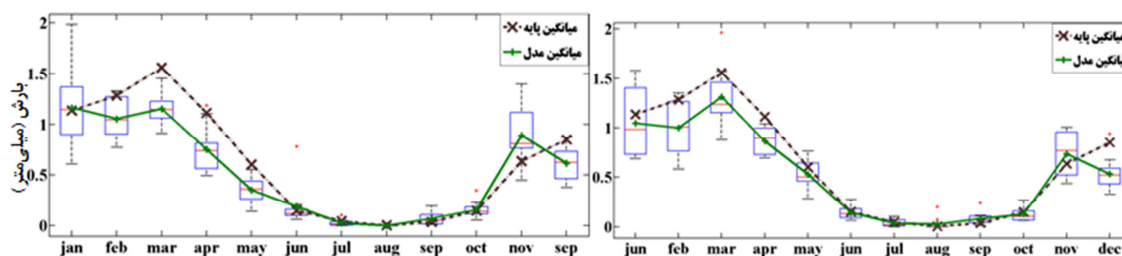 2
1.5
1
0.5
0
بارش (میلی‌متر)
میانگین پایه
میانگین مدل
jan feb mar apr may jun jul aug sep oct nov sep
2
1.5
1
0.5
0
میانگین پایه
میانگین مدل
jun feb mar apr may jun jul aug sep oct nov dec